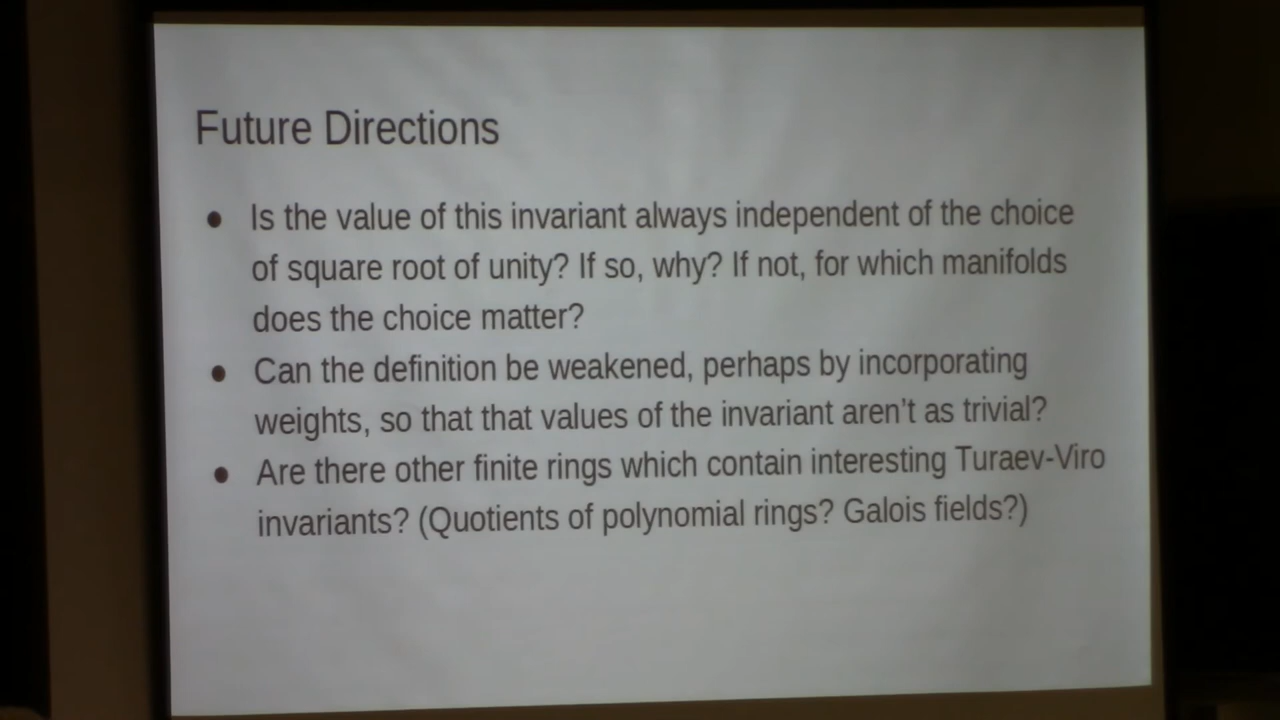 Future Directions
● Is the value of this invariant always independent of the choice
of square root of unity? If so, why? If not, for which manifolds
does the choice matter?
● Can the definition be weakened, perhaps by incorporating
weights, so that that values of the invariant aren't as trivial?
● Are there other finite rings which contain interesting Turaev-Viro
invariants? (Quotients of polynomial rings? Galois fields?)